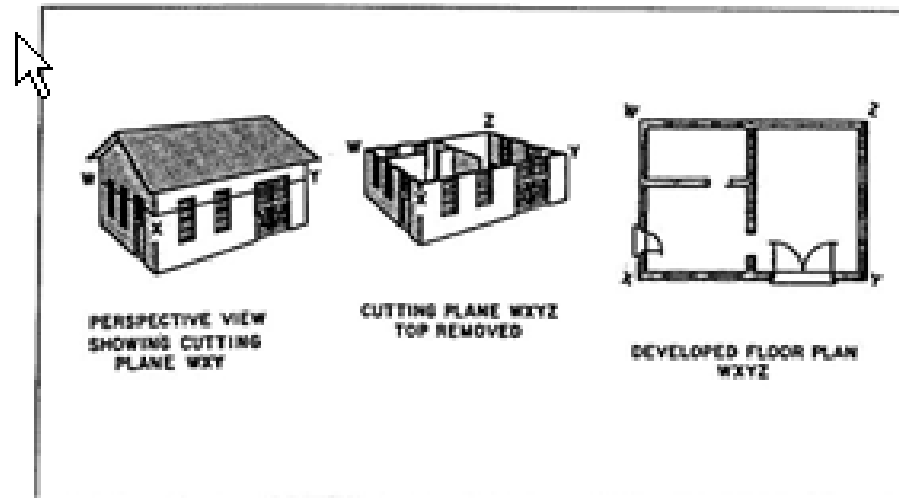 W
Y
X
PERSPECTIVE VIEW
SHOWING CUTTING
PLANE WXY
Z
W
Y
X
CUTTING PLANE WXYZ
TOP REMOVED
W
Z
X
Y
DEVELOPED FLOOR PLAN
WXYZ